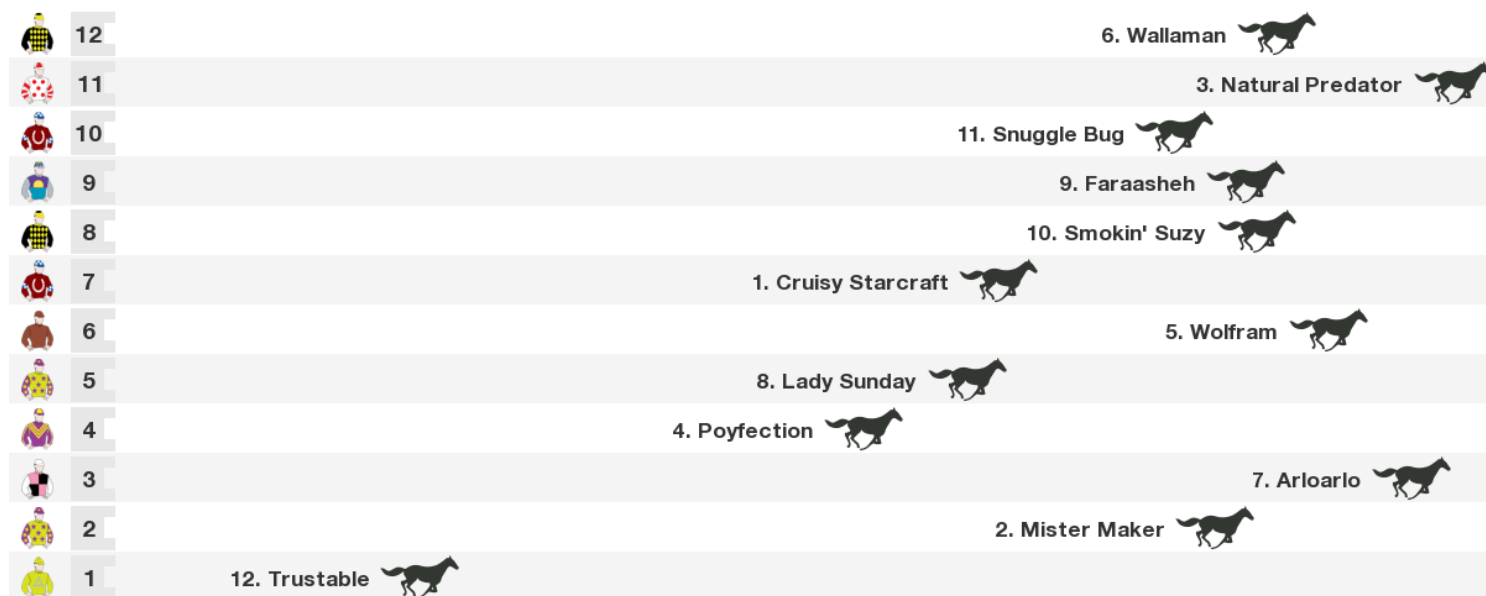 12 6. Wallaman
11 3. Natural Predator
10 11. Snuggle Bug
9 9. Faraasheh
8 10. Smokin' Suzy
7 1. Cruisy Starcraft
6 5. Wolfram
5 8. Lady Sunday
4 4. Poyfection
3 7. Arloarlo
2 2. Mister Maker
1 12. Trustable